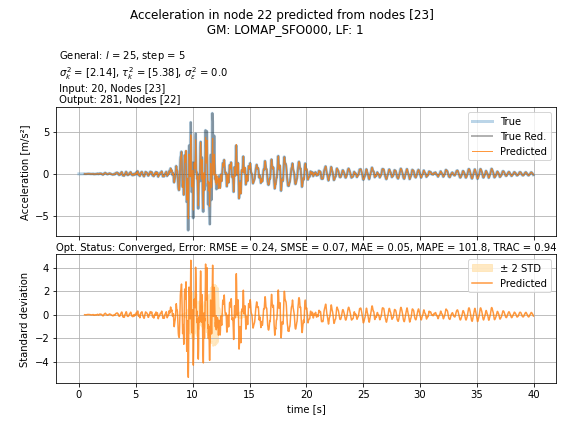 Acceleration in node 22 predicted from nodes [23]
GM: LOMAP_SFO000, LF: 1
General: l = 25, step = 5
σ²ₖ = [2.14], τ²ₖ = [5.38], σ²_ε = 0.0
Input: 20, Nodes [23]
Output: 281, Nodes [22]
Acceleration [m/s²]
5
0
−5
True
True Red.
Predicted
Opt. Status: Converged, Error: RMSE = 0.24, SMSE = 0.07, MAE = 0.05, MAPE = 101.8, TRAC = 0.94
Standard deviation
4
2
0
−2
−4
± 2 STD
Predicted
0 5 10 15 20 25 30 35 40
time [s]